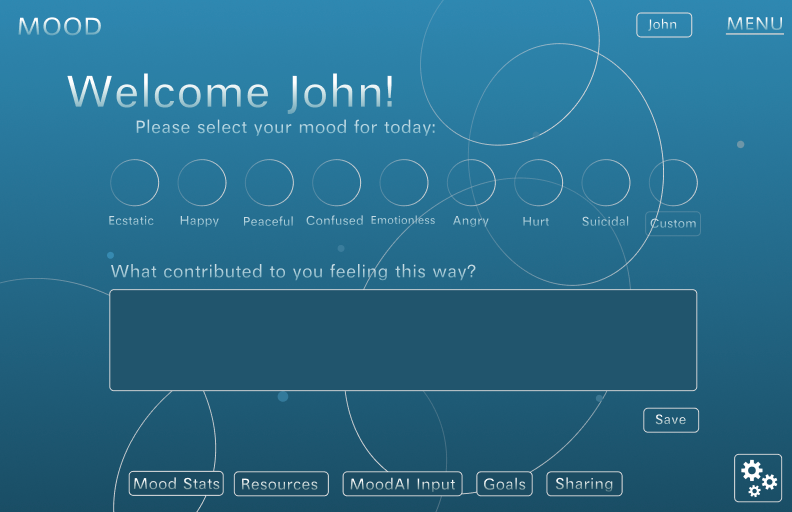 MOOD
John
MENU
Welcome John!
Please select your mood for today:
Ecstatic Happy Peaceful Confused Emotionless Angry Hurt Suicidal Custom
What contributed to you feeling this way?
Save
Mood Stats Resources MoodAI Input Goals Sharing